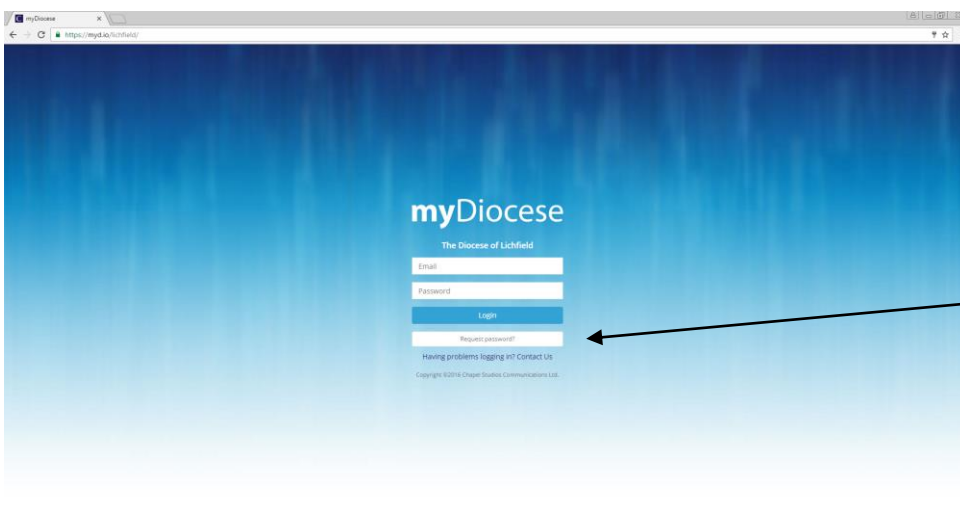 myDiocese
https://myd.io/lichfield/
myDiocese
The Diocese of Lichfield
Email
Password
Login
Request password?
Having problems logging in? Contact Us
Copyright ©2016 Chapel Studios Communications Ltd.